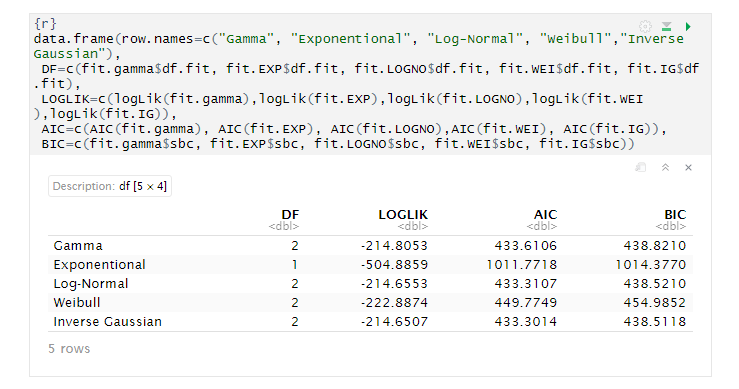 {r}
data.frame(row.names=c("Gamma", "Exponentional", "Log-Normal", "Weibull","Inverse
Gaussian"),
DF=c(fit.gamma$df.fit, fit.EXP$df.fit, fit.LOGNO$df.fit, fit.WEI$df.fit, fit.IG$df
.fit),
LOGLIK=c(logLik(fit.gamma),logLik(fit.EXP),logLik(fit.LOGNO),logLik(fit.WEI
),logLik(fit.IG)),
AIC=c(AIC(fit.gamma), AIC(fit.EXP), AIC(fit.LOGNO),AIC(fit.WEI), AIC(fit.IG)),
BIC=c(fit.gamma$sbc, fit.EXP$sbc, fit.LOGNO$sbc, fit.WEI$sbc, fit.IG$sbc))
Description: df [5 × 4]
DF LOGLIK AIC BIC
<dbl> <dbl> <dbl> <dbl>
Gamma 2 -214.8053 433.6106 438.8210
Exponentional 1 -504.8859 1011.7718 1014.3770
Log-Normal 2 -214.6553 433.3107 438.5210
Weibull 2 -222.8874 449.7749 454.9852
Inverse Gaussian 2 -214.6507 433.3014 438.5118
5 rows